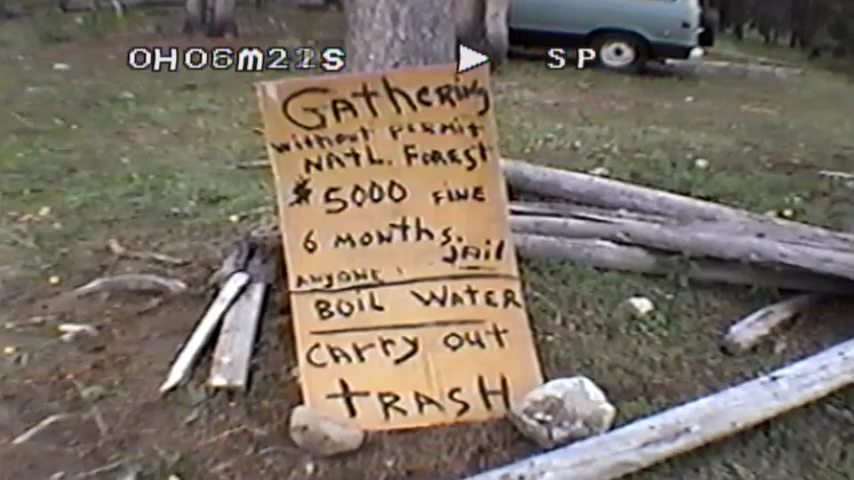 0H06M22S ▶ SP
GAthering
without PERMIT
NATL. FOREST
$5000 FINE
6 MONthS.
JAil
ANYONE!
BOIL WATER
CArry out
tRASH